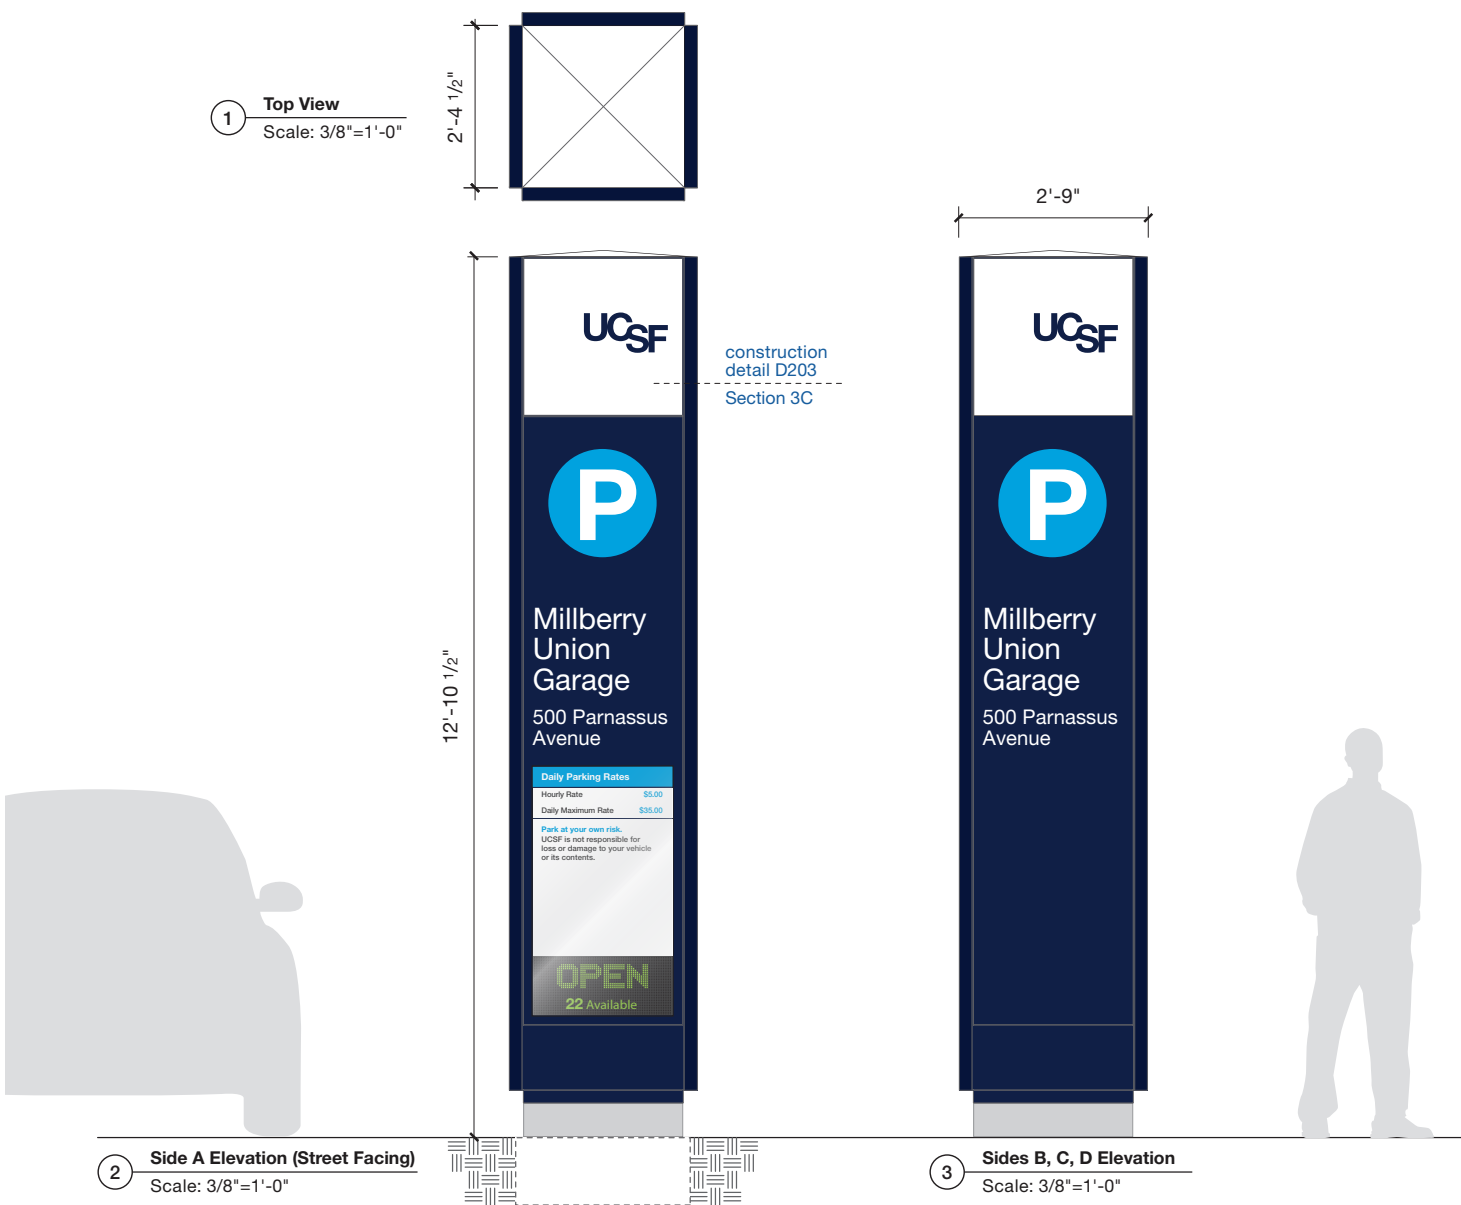 1
Top View
Scale: 3/8"=1'-0"
2'-4 1/2"
2'-9"
12'-10 1/2"
UCSF
construction
detail D203
Section 3C
P
Millberry
Union
Garage
500 Parnassus
Avenue
Daily Parking Rates
Hourly Rate $5.00
Daily Maximum Rate $35.00
Park at your own risk.
UCSF is not responsible for
loss or damage to your vehicle
or its contents.
OPEN
22 Available
UCSF
P
Millberry
Union
Garage
500 Parnassus
Avenue
2
Side A Elevation (Street Facing)
Scale: 3/8"=1'-0"
3
Sides B, C, D Elevation
Scale: 3/8"=1'-0"